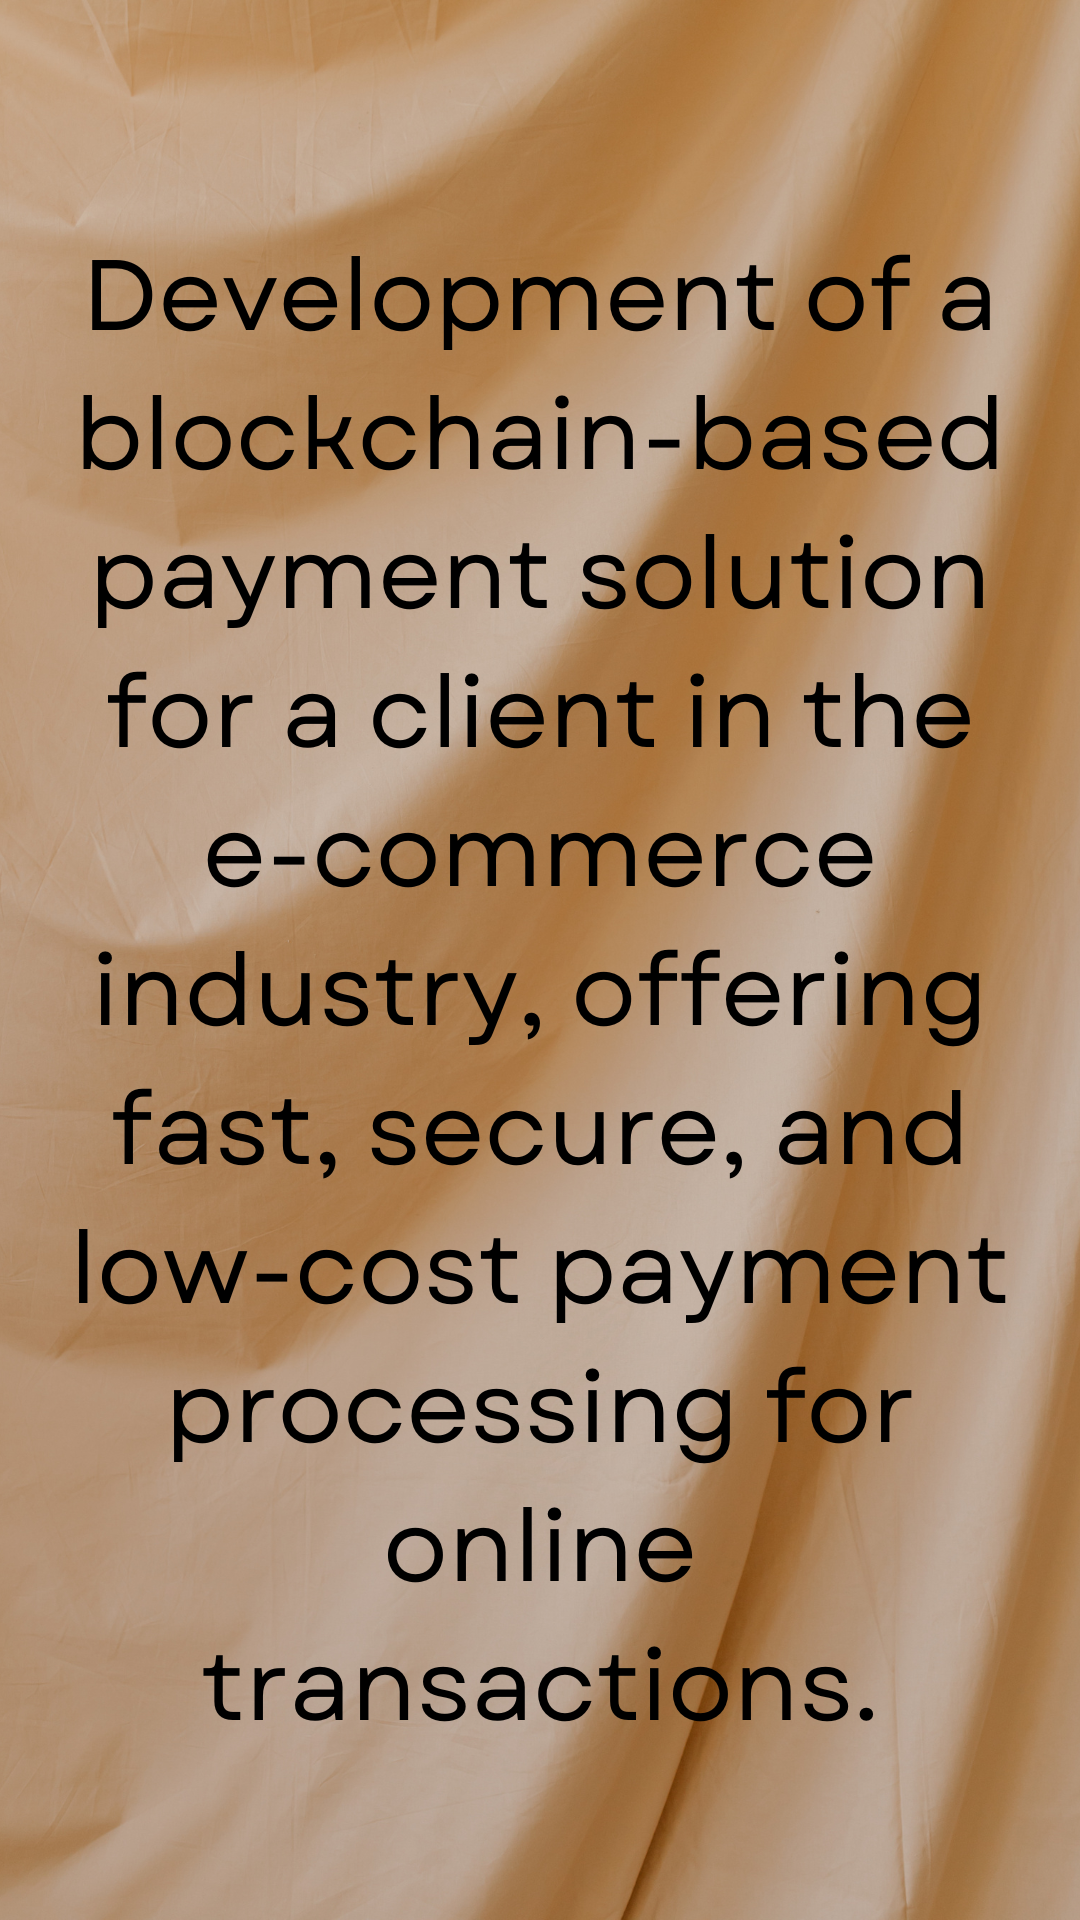 Development of a
blockchain-based
payment solution
for a client in the
e-commerce
industry, offering
fast, secure, and
low-cost payment
processing for
online
transactions.